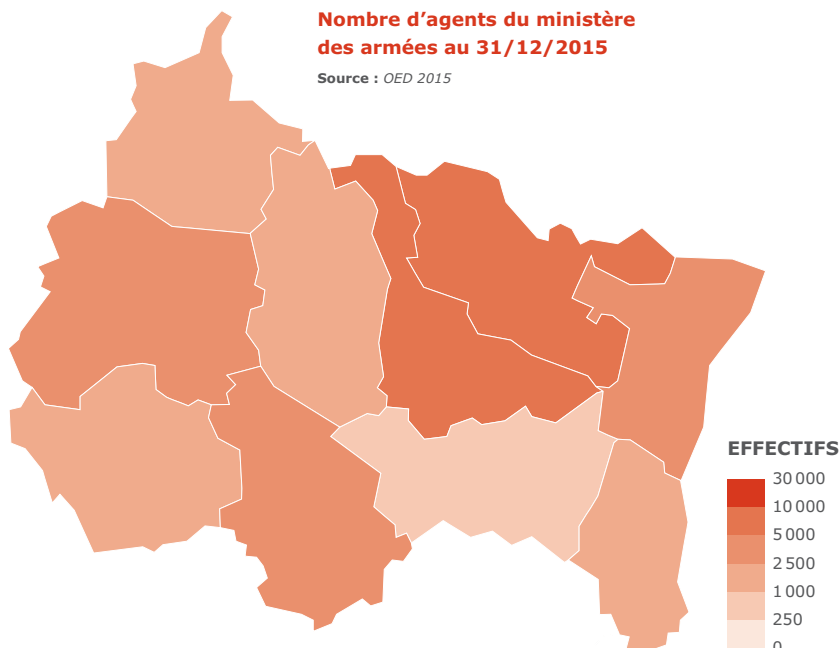 Nombre d’agents du ministère
des armées au 31/12/2015
Source : OED 2015
EFFECTIFS
30 000
10 000
5 000
2 500
1 000
250
0